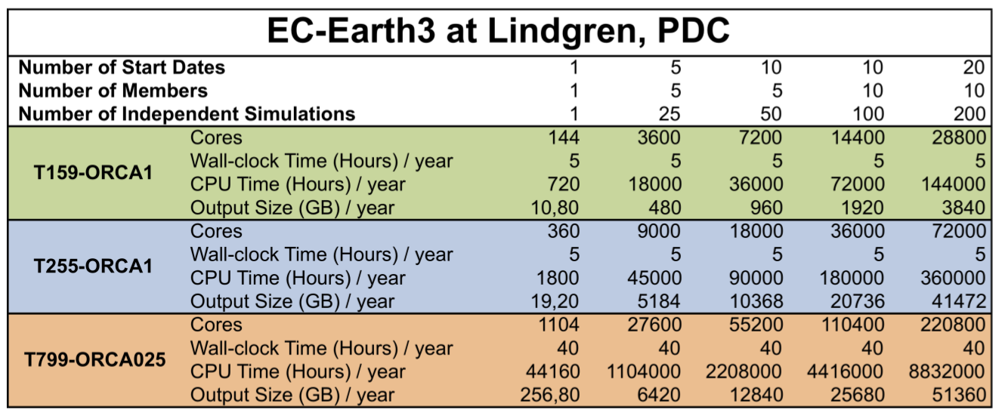 EC-Earth3 at Lindgren, PDC
Number of Start Dates 1 5 10 10 20
Number of Members 1 5 5 10 10
Number of Independent Simulations 1 25 50 100 200
T159-ORCA1
Cores 144 3600 7200 14400 28800
Wall-clock Time (Hours) / year 5 5 5 5 5
CPU Time (Hours) / year 720 18000 36000 72000 144000
Output Size (GB) / year 10,80 480 960 1920 3840
T255-ORCA1
Cores 360 9000 18000 36000 72000
Wall-clock Time (Hours) / year 5 5 5 5 5
CPU Time (Hours) / year 1800 45000 90000 180000 360000
Output Size (GB) / year 19,20 5184 10368 20736 41472
T799-ORCA025
Cores 1104 27600 55200 110400 220800
Wall-clock Time (Hours) / year 40 40 40 40 40
CPU Time (Hours) / year 44160 1104000 2208000 4416000 8832000
Output Size (GB) / year 256,80 6420 12840 25680 51360